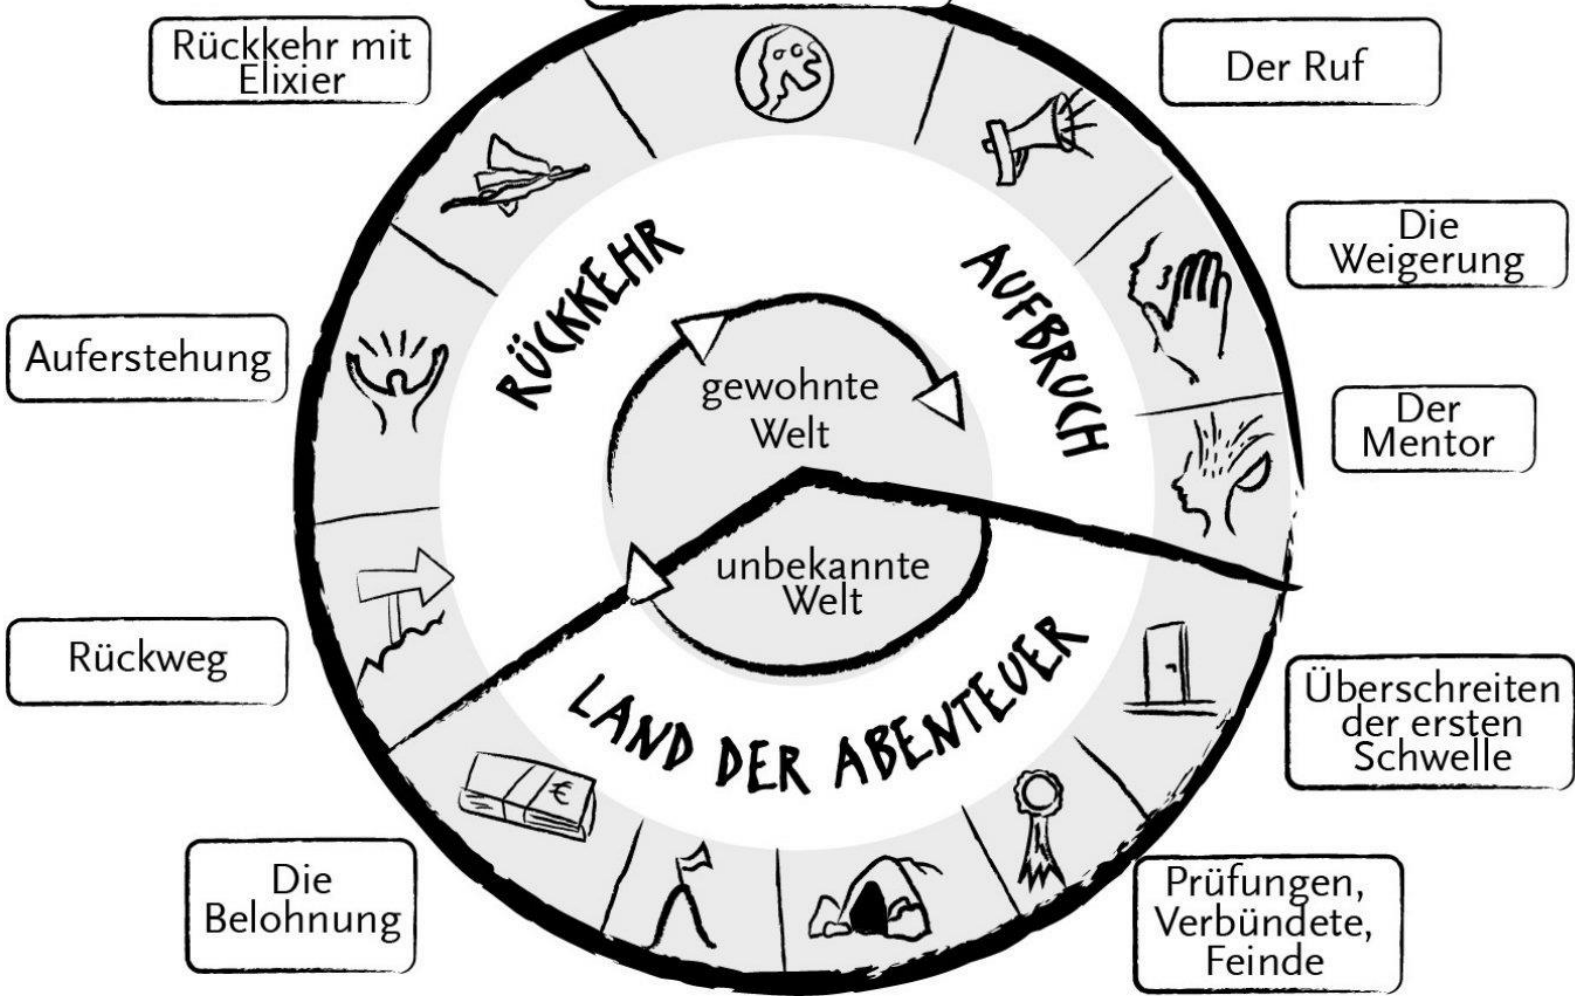 Rückkehr mit
Elixier
Der Ruf
Die
Weigerung
Der
Mentor
Überschreiten
der ersten
Schwelle
Prüfungen,
Verbündete,
Feinde
Die
Belohnung
Rückweg
Auferstehung
RÜCKKEHR
AUFBRUCH
LAND DER ABENTEUER
gewohnte
Welt
unbekannte
Welt
€